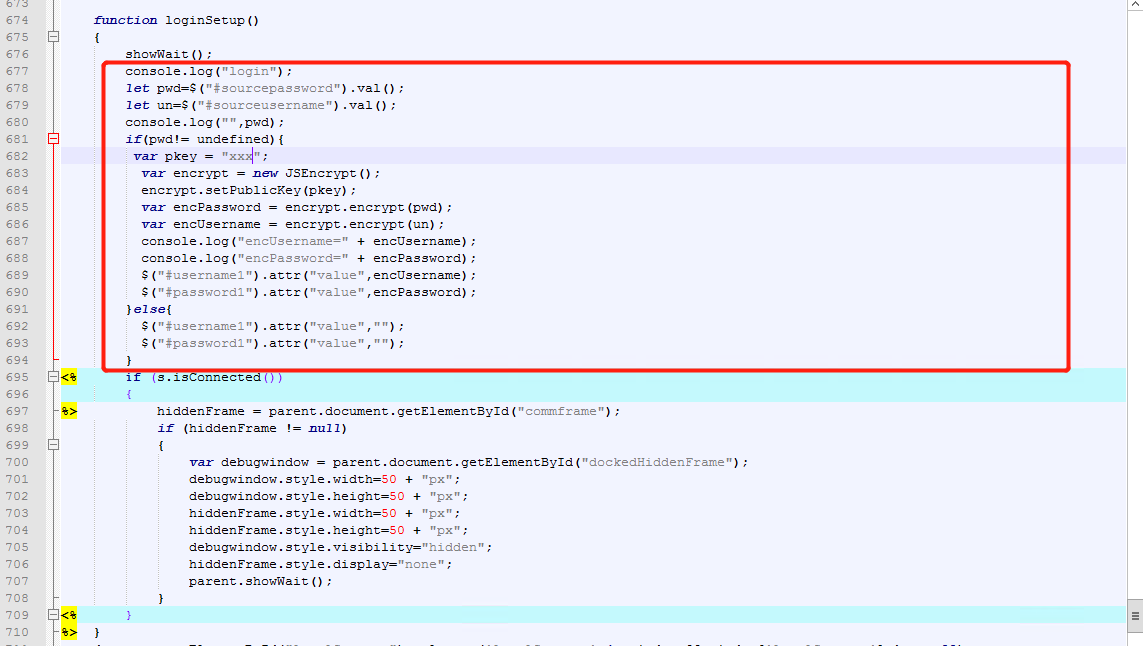 673
674 function loginSetup()
675 {
676 showWait();
677 console.log("login");
678 let pwd=$("#sourcepassword").val();
679 let un=$("#sourceusername").val();
680 console.log("",pwd);
681 if(pwd!= undefined){
682 var pkey = "xxx";
683 var encrypt = new JSEncrypt();
684 encrypt.setPublicKey(pkey);
685 var encPassword = encrypt.encrypt(pwd);
686 var encUsername = encrypt.encrypt(un);
687 console.log("encUsername=" + encUsername);
688 console.log("encPassword=" + encPassword);
689 $("#username1").attr("value",encUsername);
690 $("#password1").attr("value",encPassword);
691 }else{
692 $("#username1").attr("value","");
693 $("#password1").attr("value","");
694 }
695 <% if (s.isConnected())
696 {
697 %> hiddenFrame = parent.document.getElementById("commframe");
698 if (hiddenFrame != null)
699 {
700 var debugwindow = parent.document.getElementById("dockedHiddenFrame");
701 debugwindow.style.width=50 + "px";
702 debugwindow.style.height=50 + "px";
703 hiddenFrame.style.width=50 + "px";
704 hiddenFrame.style.height=50 + "px";
705 debugwindow.style.visibility="hidden";
706 hiddenFrame.style.display="none";
707 parent.showWait();
708 }
709 <% }
710 %> }